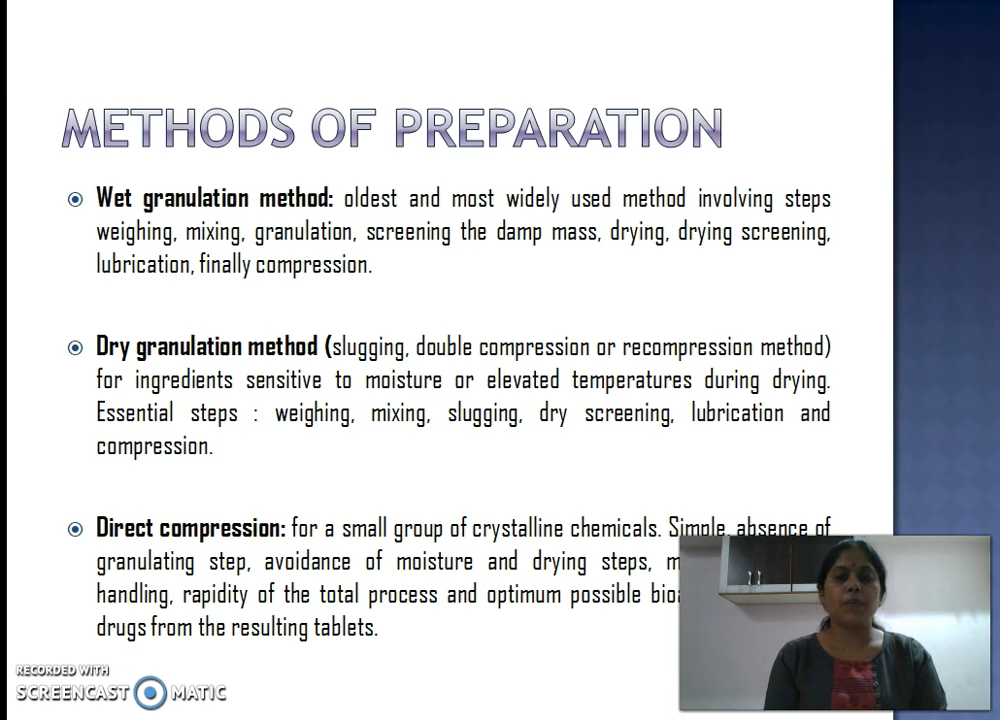 METHODS OF PREPARATION
Wet granulation method: oldest and most widely used method involving steps
weighing, mixing, granulation, screening the damp mass, drying, drying screening,
lubrication, finally compression.
Dry granulation method (slugging, double compression or recompression method)
for ingredients sensitive to moisture or elevated temperatures during drying.
Essential steps : weighing, mixing, slugging, dry screening, lubrication and
compression.
Direct compression: for a small group of crystalline chemicals. Simple, absence of
granulating step, avoidance of moisture and drying steps,
handling, rapidity of the total process and optimum possible
drugs from the resulting tablets.
RECORDED WITH
SCREENCAST MATIC